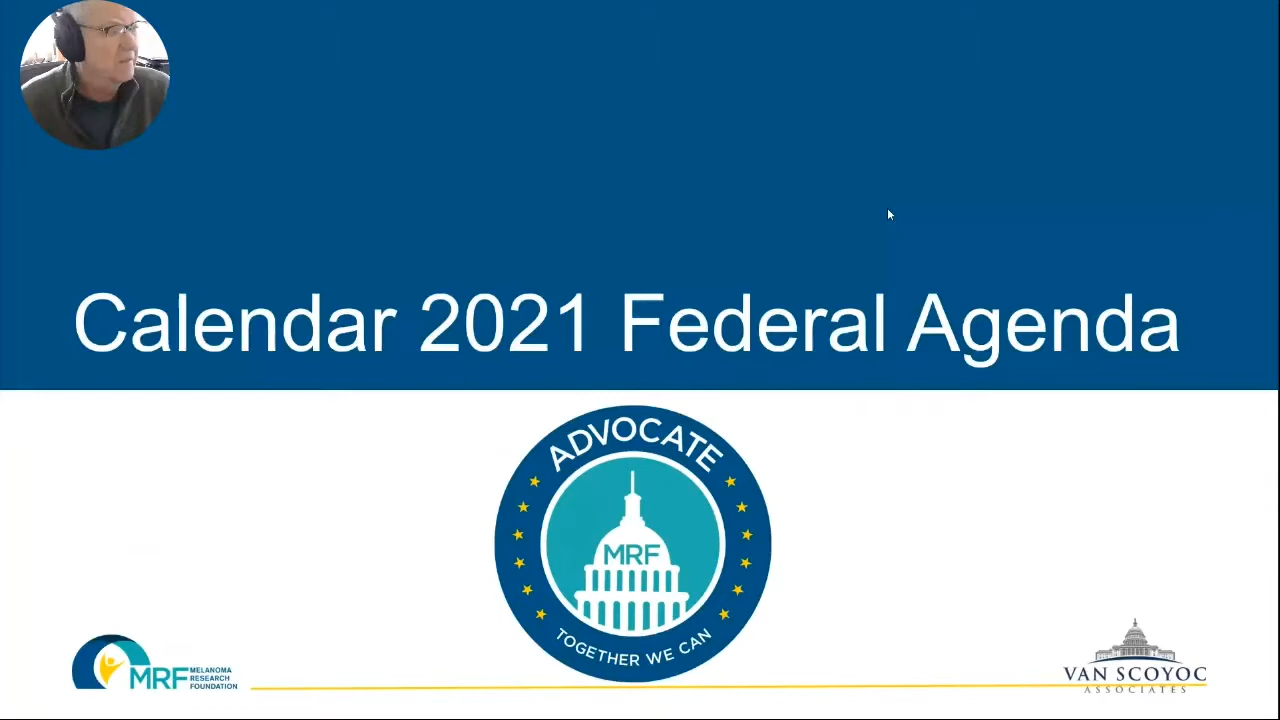 Calendar 2021 Federal Agenda
ADVOCATE
MRF
TOGETHER WE CAN
MRF MELANOMA
RESEARCH
FOUNDATION
VAN SCOYOC
ASSOCIATES